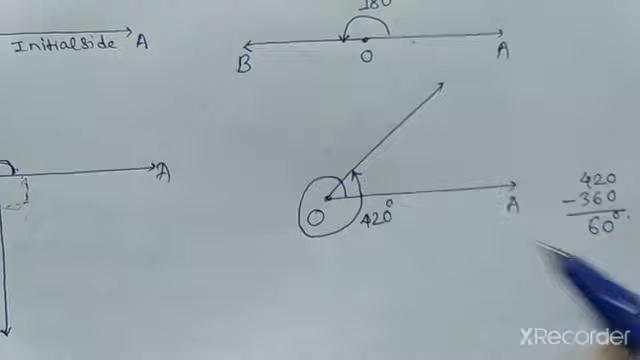 Initial side A
180
B O A
A
O 420° A
420
-360
60°.
XRecorder